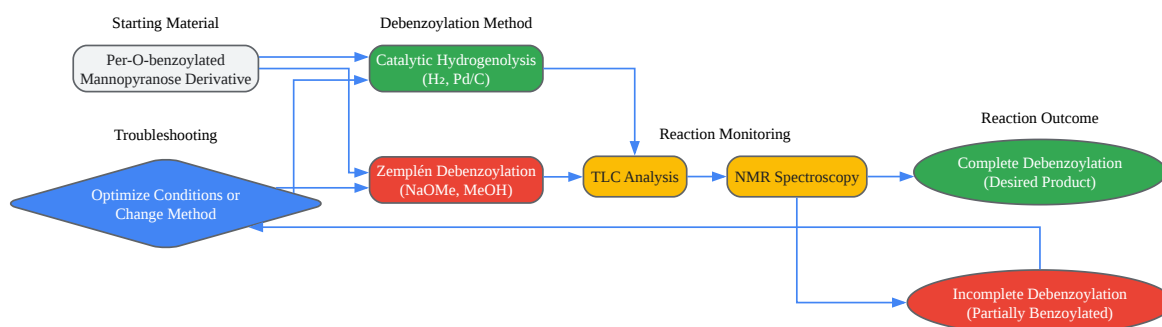 Starting Material
Debenzoylation Method
Per-O-benzoylated
Mannopyranose Derivative
Catalytic Hydrogenolysis
(H₂, Pd/C)
Troubleshooting
Reaction Monitoring
Reaction Outcome
Optimize Conditions or
Change Method
Zemplén Debenzoylation
(NaOMe, MeOH)
TLC Analysis
NMR Spectroscopy
Complete Debenzoylation
(Desired Product)
Incomplete Debenzoylation
(Partially Benzoylated)